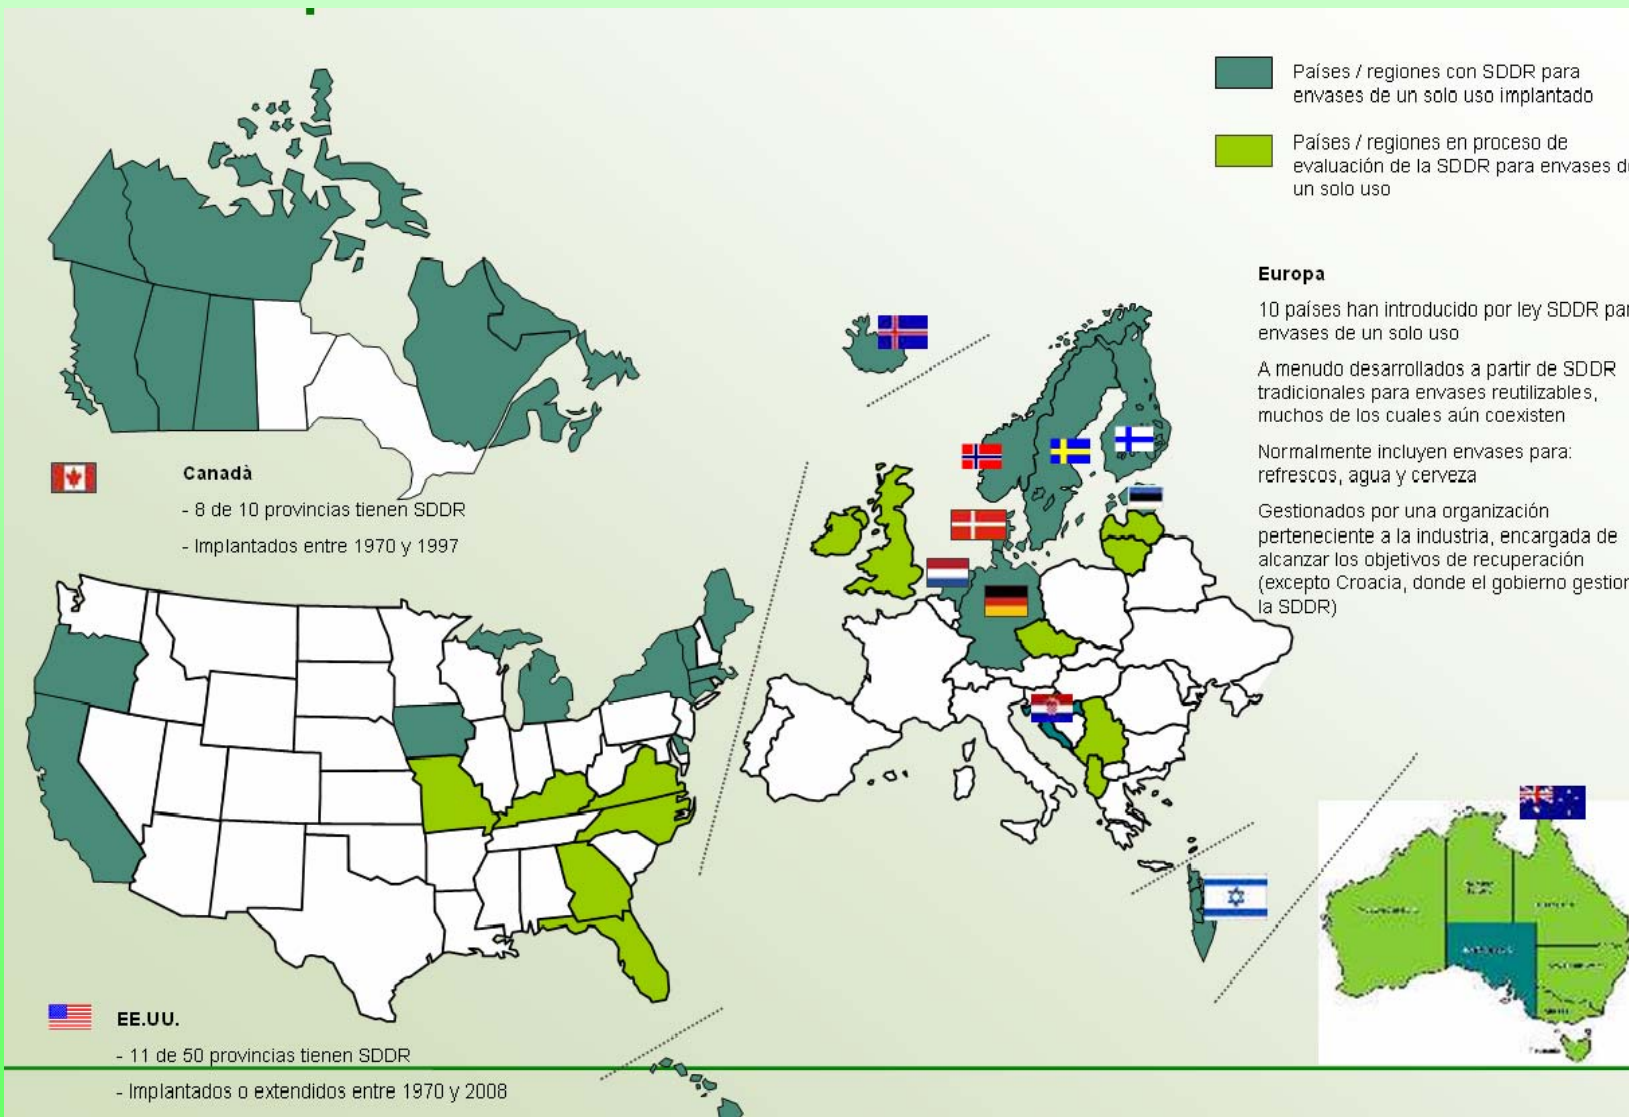 Países / regiones con SDDR para
envases de un solo uso implantado
Países / regiones en proceso de
evaluación de la SDDR para envases d
un solo uso
Europa
10 países han introducido por ley SDDR par
envases de un solo uso
A menudo desarrollados a partir de SDDR
tradicionales para envases reutilizables,
muchos de los cuales aún coexisten
Normalmente incluyen envases para:
refrescos, agua y cerveza
Gestionados por una organización
perteneciente a la industria, encargada de
alcanzar los objetivos de recuperación
(excepto Croacia, donde el gobierno gestion
la SDDR)
Canadà
- 8 de 10 provincias tienen SDDR
- Implantados entre 1970 y 1997
EE.UU.
- 11 de 50 provincias tienen SDDR
- Implantados o extendidos entre 1970 y 2008